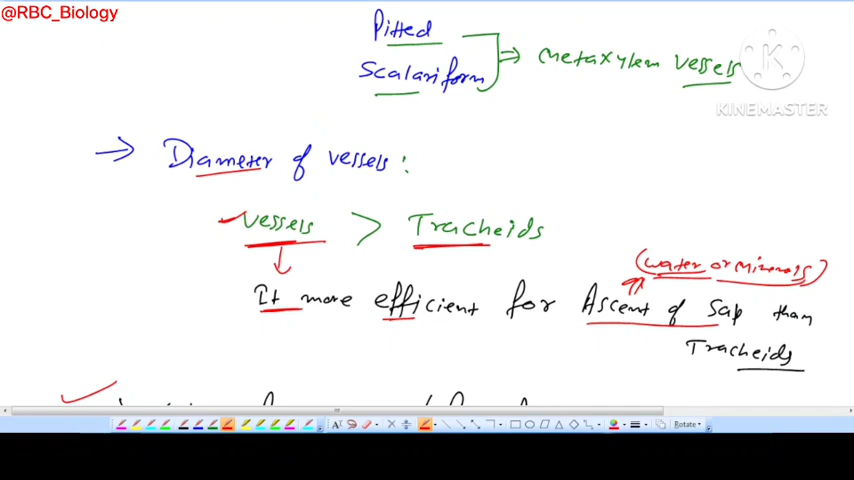 @RBC_Biology
Pitted
Scalariform ⇒ metaxylem vessels
K
KINEMASTER
→ Diameter of vessels:
vessels > Tracheids
(water or minerals)
It more efficient for Ascent of Sap than
Tracheids
Rotate